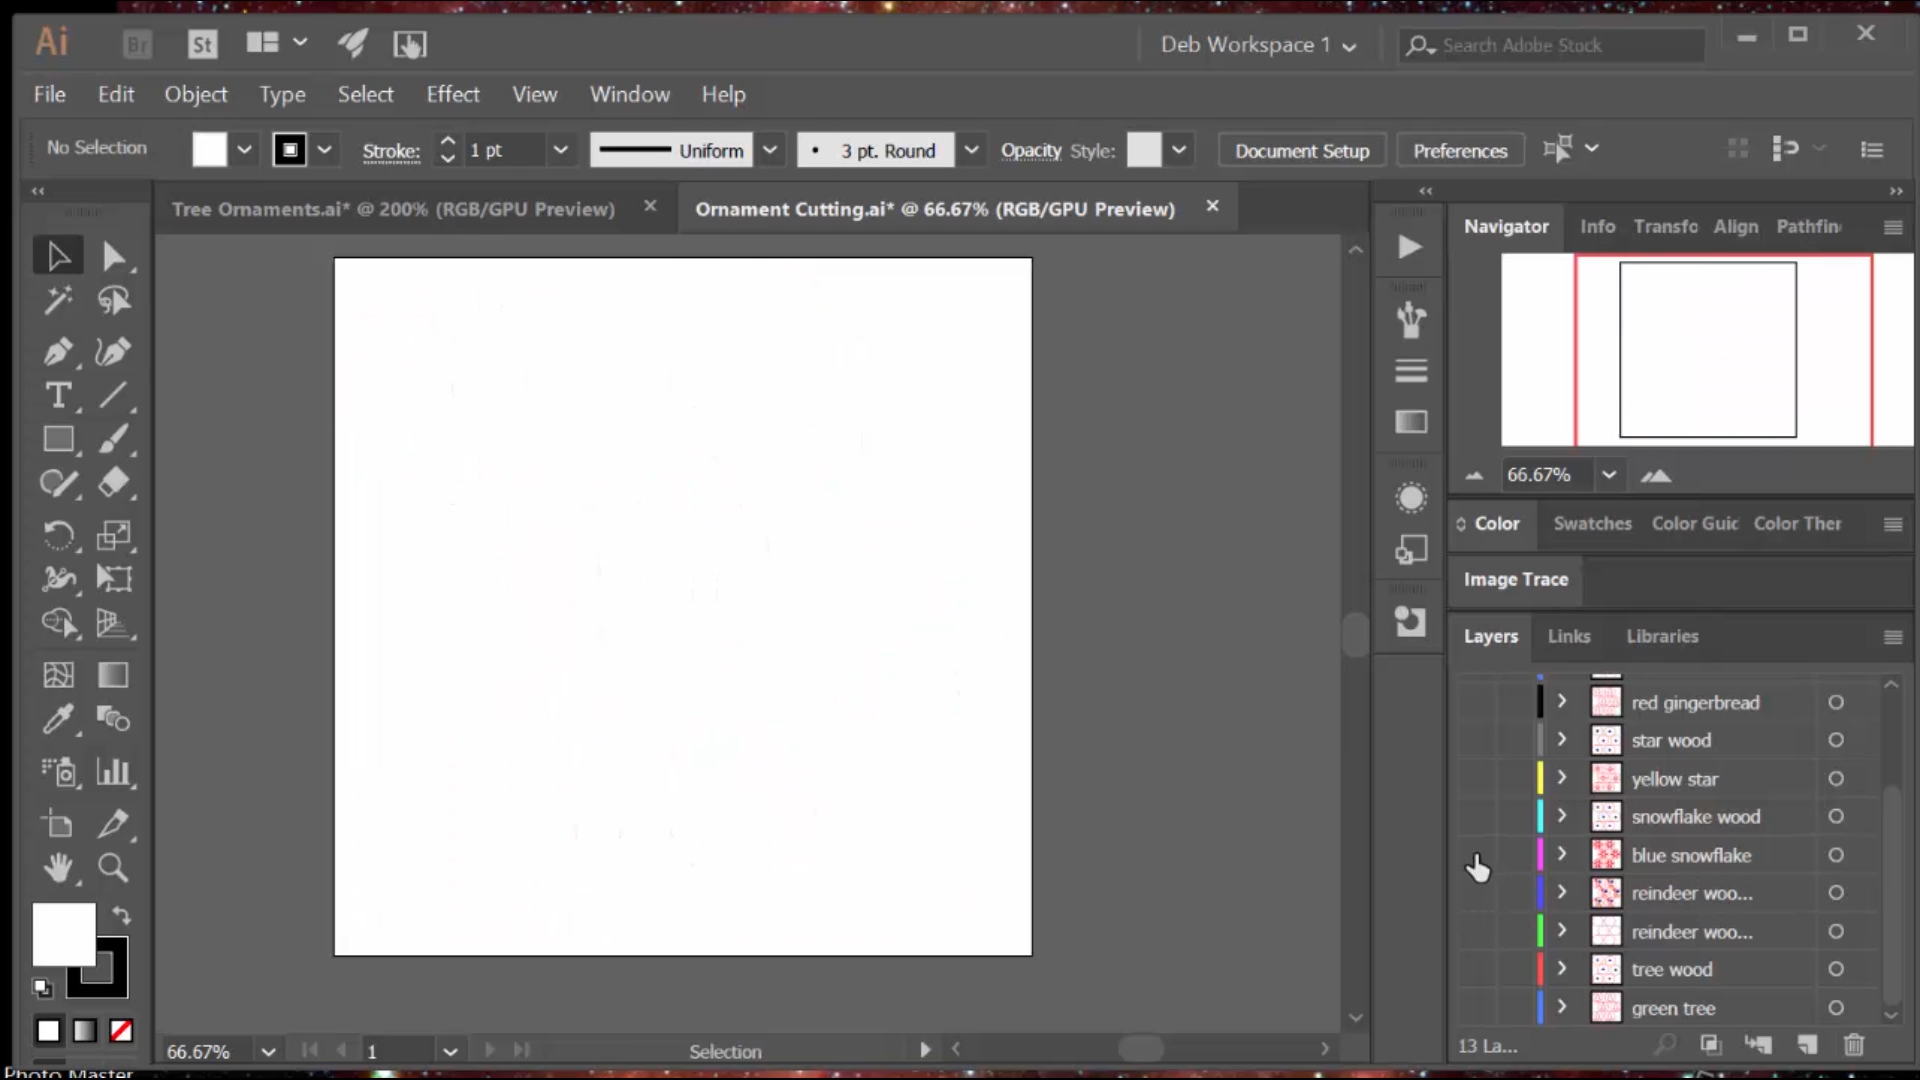 Ai
Br
St
Deb Workspace 1
Search Adobe Stock
File Edit Object Type Select Effect View Window Help
No Selection
Stroke:
1 pt
Uniform
3 pt. Round
Opacity Style:
Document Setup
Preferences
Tree Ornaments.ai* @ 200% (RGB/GPU Preview)
Ornament Cutting.ai* @ 66.67% (RGB/GPU Preview)
Navigator Info Transfo Align Pathfin
66.67%
Color Swatches Color Guic Color Ther
Image Trace
Layers Links Libraries
red gingerbread
star wood
yellow star
snowflake wood
blue snowflake
reindeer woo...
reindeer woo...
tree wood
green tree
13 La...
66.67%
1
Selection
Photo Master